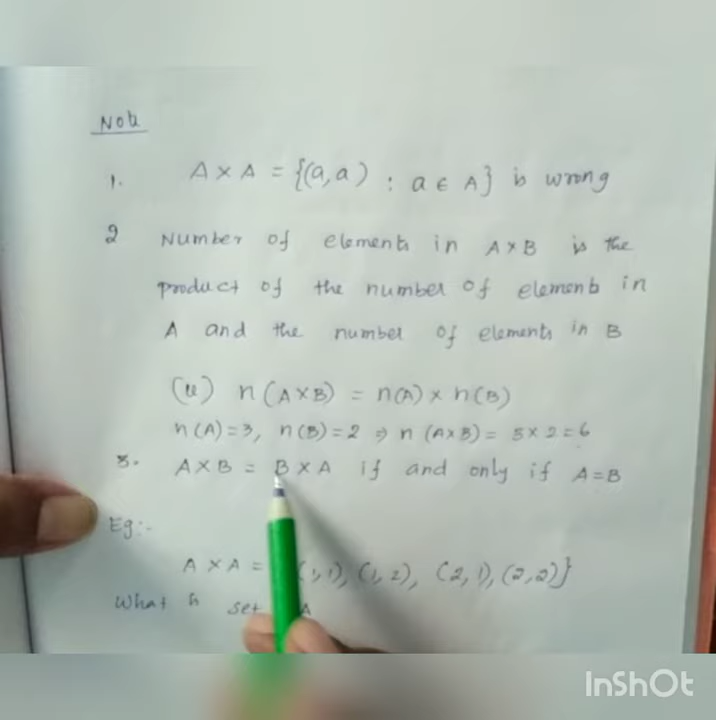 Note
1. A × A = {(a, a) : a ∈ A} is wrong
2 Number of elements in A×B is the
product of the number of elements in
A and the number of elements in B
(ie) n(A×B) = n(A) × n(B)
n(A)=3, n(B)=2 ⇒ n(A×B) = 3×2=6
3. A×B = B×A if and only if A=B
Eg:-
A×A = 1,1), (1,2), (2,1), (2,2)}
What is set A
InShOt